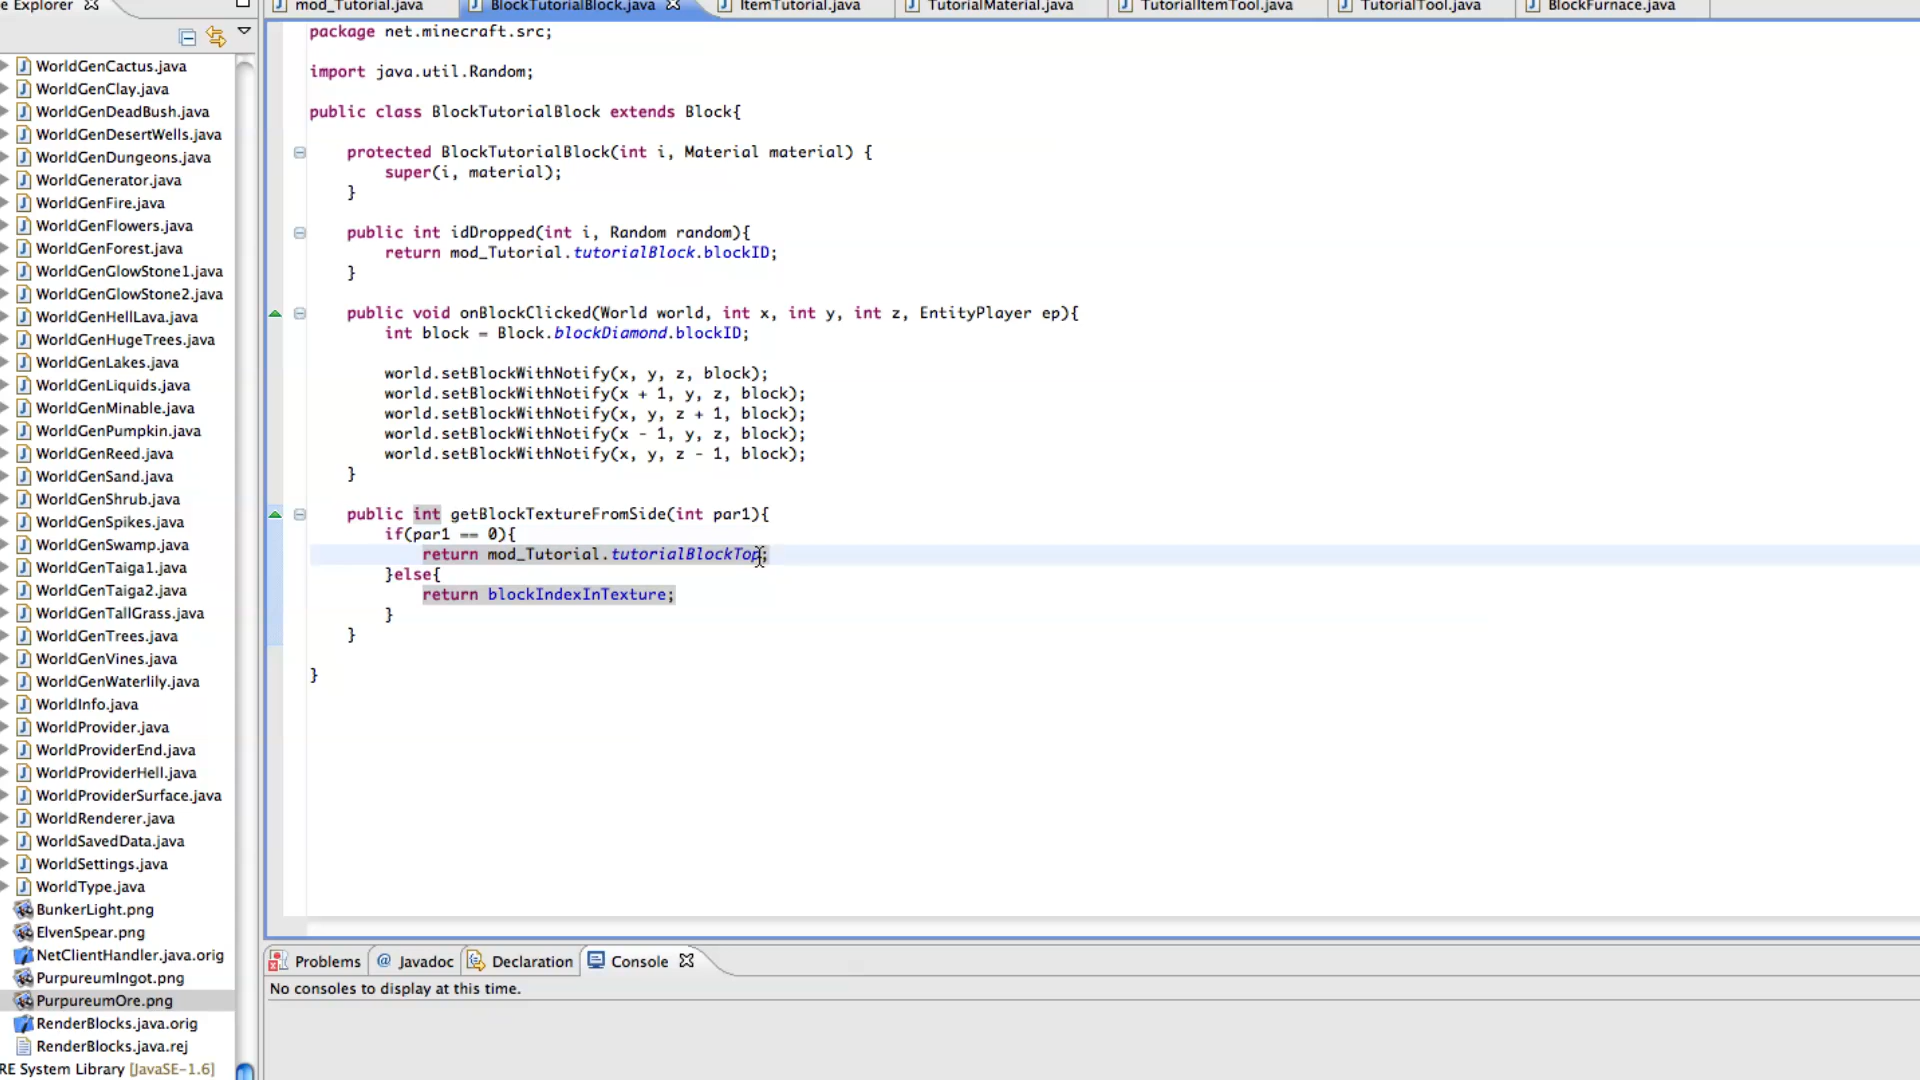 e Explorer
WorldGenCactus.java
WorldGenClay.java
WorldGenDeadBush.java
WorldGenDesertWells.java
WorldGenDungeons.java
WorldGenerator.java
WorldGenFire.java
WorldGenFlowers.java
WorldGenForest.java
WorldGenGlowStone1.java
WorldGenGlowStone2.java
WorldGenHellLava.java
WorldGenHugeTrees.java
WorldGenLakes.java
WorldGenLiquids.java
WorldGenMinable.java
WorldGenPumpkin.java
WorldGenReed.java
WorldGenSand.java
WorldGenShrub.java
WorldGenSpikes.java
WorldGenSwamp.java
WorldGenTaiga1.java
WorldGenTaiga2.java
WorldGenTallGrass.java
WorldGenTrees.java
WorldGenVines.java
WorldGenWaterlily.java
WorldInfo.java
WorldProvider.java
WorldProviderEnd.java
WorldProviderHell.java
WorldProviderSurface.java
WorldRenderer.java
WorldSavedData.java
WorldSettings.java
WorldType.java
BunkerLight.png
ElvenSpear.png
NetClientHandler.java.orig
PurpureumIngot.png
PurpureumOre.png
RenderBlocks.java.orig
RenderBlocks.java.rej
RE System Library [JavaSE-1.6]
mod_Tutorial.java BlockTutorialBlock.java ItemTutorial.java TutorialMaterial.java TutorialItemTool.java TutorialTool.java BlockFurnace.java
package net.minecraft.src;
import java.util.Random;
public class BlockTutorialBlock extends Block{
protected BlockTutorialBlock(int i, Material material) {
super(i, material);
}
public int idDropped(int i, Random random){
return mod_Tutorial.tutorialBlock.blockID;
}
public void onBlockClicked(World world, int x, int y, int z, EntityPlayer ep){
int block = Block.blockDiamond.blockID;
world.setBlockWithNotify(x, y, z, block);
world.setBlockWithNotify(x + 1, y, z, block);
world.setBlockWithNotify(x, y, z + 1, block);
world.setBlockWithNotify(x - 1, y, z, block);
world.setBlockWithNotify(x, y, z - 1, block);
}
public int getBlockTextureFromSide(int par1){
if(par1 == 0){
return mod_Tutorial.tutorialBlockTop;
}else{
return blockIndexInTexture;
}
}
}
Problems @ Javadoc Declaration Console
No consoles to display at this time.